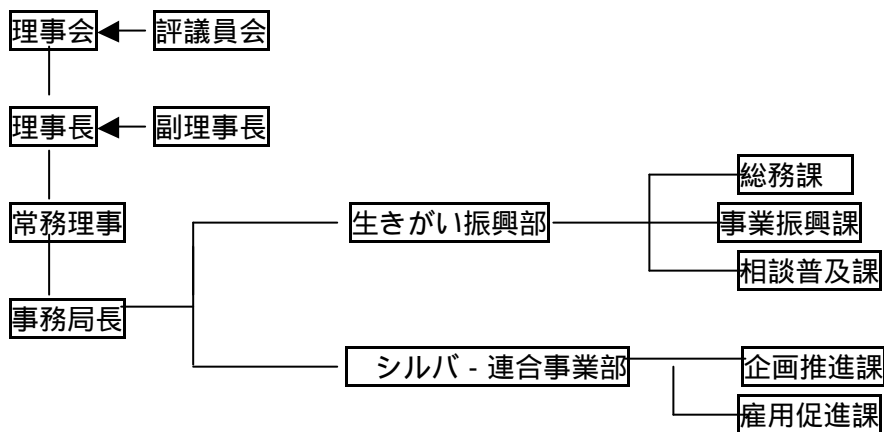 理事会
評議員会
理事長
副理事長
総務課
常務理事
生きがい振興部
事業振興課
相談普及課
事務局長
シルバ - 連合事業部
企画推進課
雇用促進課